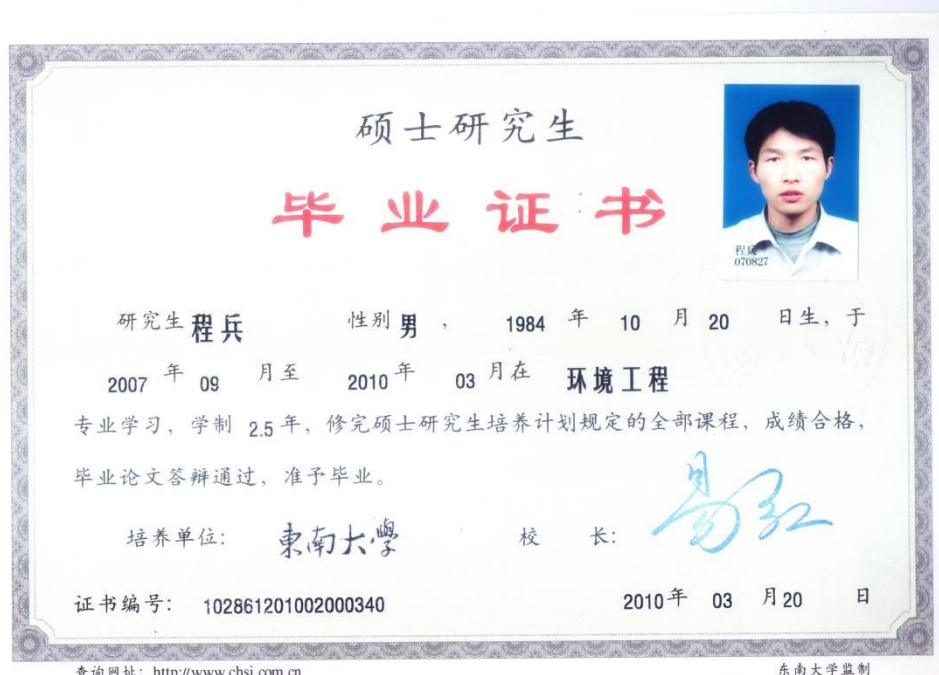 硕士研究生
毕业证书
程兵
070827
研究生 程兵 性别 男 , 1984 年 10 月 20 日生, 于
2007 年 09 月至 2010 年 03 月在 环境工程
专业学习, 学制 2.5 年, 修完硕士研究生培养计划规定的全部课程, 成绩合格,
毕业论文答辩通过, 准予毕业。
培养单位: 東南大學 校 长: 易红
证书编号: 102861201002000340 2010 年 03 月 20 日
查询网址: http://www.chsi.com.cn 东南大学监制